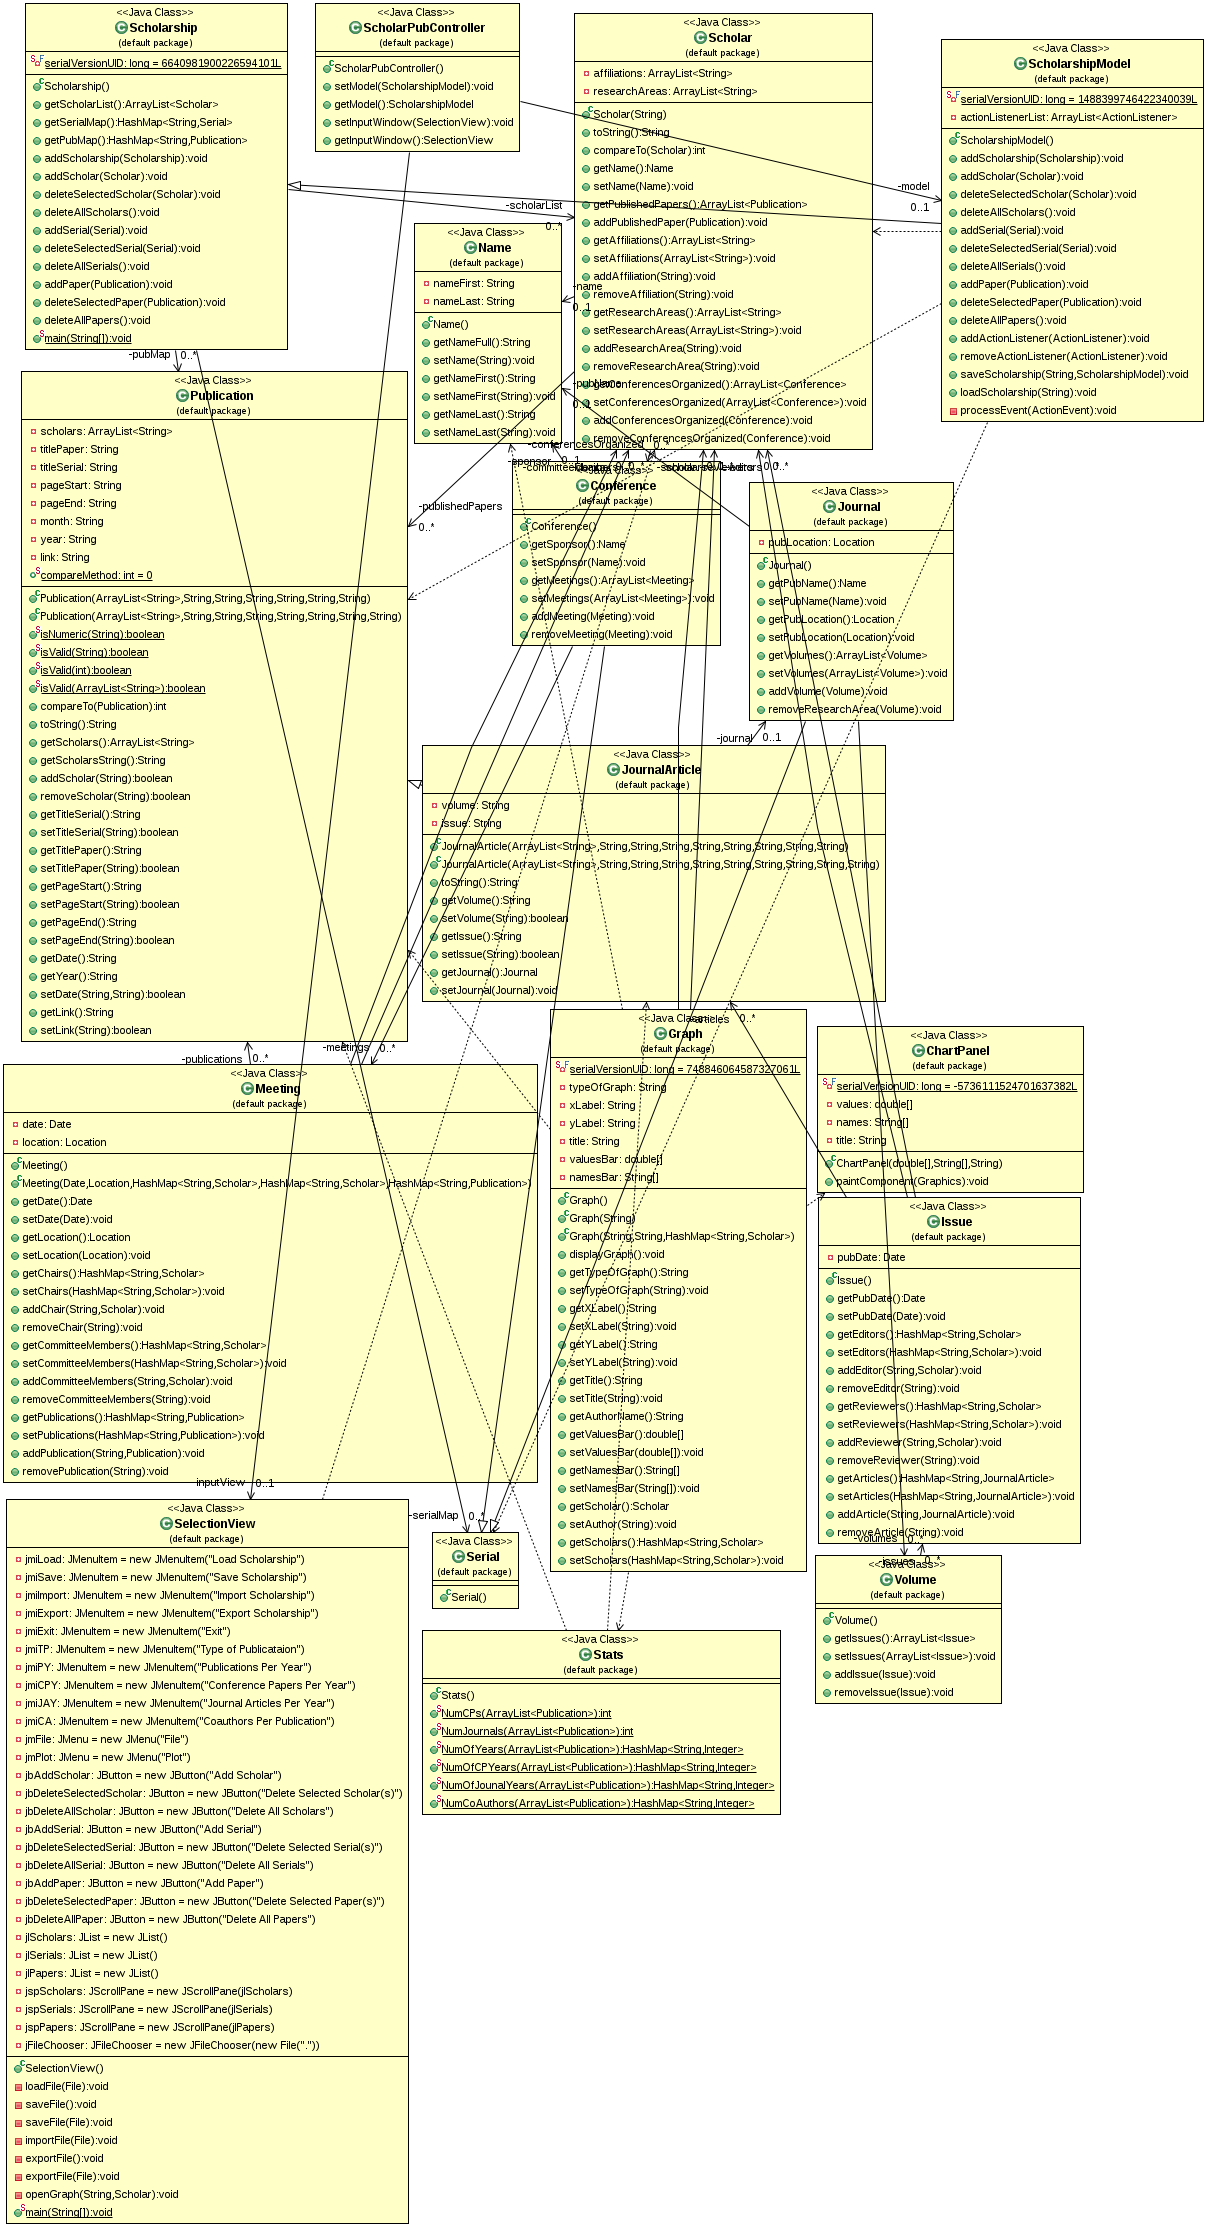 <<Java Class>>
Scholarship
(default package)
serialVersionUID: long = 6640981900226594101L
Scholarship()
getScholarList():ArrayList<Scholar>
getSerialMap():HashMap<String,Serial>
getPubMap():HashMap<String,Publication>
addScholarship(Scholarship):void
addScholar(Scholar):void
deleteSelectedScholar(Scholar):void
deleteAllScholars():void
addSerial(Serial):void
deleteSelectedSerial(Serial):void
deleteAllSerials():void
addPaper(Publication):void
deleteSelectedPaper(Publication):void
deleteAllPapers():void
main(String[]):void
<<Java Class>>
ScholarPubController
(default package)
ScholarPubController()
setModel(ScholarshipModel):void
getModel():ScholarshipModel
setInputWindow(SelectionView):void
getInputWindow():SelectionView
<<Java Class>>
Scholar
(default package)
affiliations: ArrayList<String>
researchAreas: ArrayList<String>
Scholar(String)
toString():String
compareTo(Scholar):int
getName():Name
setName(Name):void
getPublishedPapers():ArrayList<Publication>
addPublishedPaper(Publication):void
getAffiliations():ArrayList<String>
setAffiliations(ArrayList<String>):void
addAffiliation(String):void
removeAffiliation(String):void
getResearchAreas():ArrayList<String>
setResearchAreas(ArrayList<String>):void
addResearchArea(String):void
removeResearchArea(String):void
getConferencesOrganized():ArrayList<Conference>
setConferencesOrganized(ArrayList<Conference>):void
addConferencesOrganized(Conference):void
removeConferencesOrganized(Conference):void
<<Java Class>>
ScholarshipModel
(default package)
serialVersionUID: long = 1488399746422340039L
actionListenerList: ArrayList<ActionListener>
ScholarshipModel()
addScholarship(Scholarship):void
addScholar(Scholar):void
deleteSelectedScholar(Scholar):void
deleteAllScholars():void
addSerial(Serial):void
deleteSelectedSerial(Serial):void
deleteAllSerials():void
addPaper(Publication):void
deleteSelectedPaper(Publication):void
deleteAllPapers():void
addActionListener(ActionListener):void
removeActionListener(ActionListener):void
saveScholarship(String,ScholarshipModel):void
loadScholarship(String):void
processEvent(ActionEvent):void
-model
0..1
-scholarList
0..*
<<Java Class>>
Name
(default package)
nameFirst: String
nameLast: String
Name()
getNameFull():String
setName(String):void
getNameFirst():String
setNameFirst(String):void
getNameLast():String
setNameLast(String):void
-name
0..1
-pubName
0..1
-pubMap
0..*
<<Java Class>>
Publication
(default package)
scholars: ArrayList<String>
titlePaper: String
titleSerial: String
pageStart: String
pageEnd: String
month: String
year: String
link: String
compareMethod: int = 0
Publication(ArrayList<String>,String,String,String,String,String,String)
Publication(ArrayList<String>,String,String,String,String,String,String,String)
isNumeric(String):boolean
isValid(String):boolean
isValid(int):boolean
isValid(ArrayList<String>):boolean
compareTo(Publication):int
toString():String
getScholars():ArrayList<String>
getScholarsString():String
addScholar(String):boolean
removeScholar(String):boolean
getTitleSerial():String
setTitleSerial(String):boolean
getTitlePaper():String
setTitlePaper(String):boolean
getPageStart():String
setPageStart(String):boolean
getPageEnd():String
setPageEnd(String):boolean
getDate():String
getYear():String
setDate(String,String):boolean
getLink():String
setLink(String):boolean
-conferencesOrganized
0..*
-sponsor
0..1
-publishedPapers
0..*
<<Java Class>>
Conference
(default package)
Conference()
getSponsor():Name
setSponsor(Name):void
getMeetings():ArrayList<Meeting>
setMeetings(ArrayList<Meeting>):void
addMeeting(Meeting):void
removeMeeting(Meeting):void
<<Java Class>>
Journal
(default package)
pubLocation: Location
Journal()
getPubName():Name
setPubName(Name):void
getPubLocation():Location
setPubLocation(Location):void
getVolumes():ArrayList<Volume>
setVolumes(ArrayList<Volume>):void
addVolume(Volume):void
removeResearchArea(Volume):void
-journal
0..1
<<Java Class>>
JournalArticle
(default package)
volume: String
issue: String
JournalArticle(ArrayList<String>,String,String,String,String,String,String,String,String)
JournalArticle(ArrayList<String>,String,String,String,String,String,String,String,String,String)
toString():String
getVolume():String
setVolume(String):boolean
getIssue():String
setIssue(String):boolean
getJournal():Journal
setJournal(Journal):void
-articles
0..*
-meetings
0..*
-publications
0..*
<<Java Class>>
Meeting
(default package)
date: Date
location: Location
Meeting()
Meeting(Date,Location,HashMap<String,Scholar>,HashMap<String,Scholar>,HashMap<String,Publication>)
getDate():Date
setDate(Date):void
getLocation():Location
setLocation(Location):void
getChairs():HashMap<String,Scholar>
setChairs(HashMap<String,Scholar>):void
addChair(String,Scholar):void
removeChair(String):void
getCommitteeMembers():HashMap<String,Scholar>
setCommitteeMembers(HashMap<String,Scholar>):void
addCommitteeMembers(String,Scholar):void
removeCommitteeMembers(String):void
getPublications():HashMap<String,Publication>
setPublications(HashMap<String,Publication>):void
addPublication(String,Publication):void
removePublication(String):void
<<Java Class>>
Graph
(default package)
serialVersionUID: long = 748846064587327061L
typeOfGraph: String
xLabel: String
yLabel: String
title: String
valuesBar: double[]
namesBar: String[]
Graph()
Graph(String)
Graph(String,String,HashMap<String,Scholar>)
displayGraph():void
getTypeOfGraph():String
setTypeOfGraph(String):void
getXLabel():String
setXLabel(String):void
getYLabel():String
setYLabel(String):void
getTitle():String
setTitle(String):void
getAuthorName():String
getValuesBar():double[]
setValuesBar(double[]):void
getNamesBar():String[]
setNamesBar(String[]):void
getScholar():Scholar
setAuthor(String):void
getScholars():HashMap<String,Scholar>
setScholars(HashMap<String,Scholar>):void
<<Java Class>>
ChartPanel
(default package)
serialVersionUID: long = -5736111524701637382L
values: double[]
names: String[]
title: String
ChartPanel(double[],String[],String)
paintComponent(Graphics):void
<<Java Class>>
Issue
(default package)
pubDate: Date
Issue()
getPubDate():Date
setPubDate(Date):void
getEditors():HashMap<String,Scholar>
setEditors(HashMap<String,Scholar>):void
addEditor(String,Scholar):void
removeEditor(String):void
getReviewers():HashMap<String,Scholar>
setReviewers(HashMap<String,Scholar>):void
addReviewer(String,Scholar):void
removeReviewer(String):void
getArticles():HashMap<String,JournalArticle>
setArticles(HashMap<String,JournalArticle>):void
addArticle(String,JournalArticle):void
removeArticle(String):void
-volumes
0..*
-issues
0..*
<<Java Class>>
Volume
(default package)
Volume()
getIssues():ArrayList<Issue>
setIssues(ArrayList<Issue>):void
addIssue(Issue):void
removeIssue(Issue):void
-inputView
0..1
-serialMap
0..*
<<Java Class>>
Serial
(default package)
Serial()
<<Java Class>>
SelectionView
(default package)
jmiLoad: JMenuItem = new JMenuItem("Load Scholarship")
jmiSave: JMenuItem = new JMenuItem("Save Scholarship")
jmiImport: JMenuItem = new JMenuItem("Import Scholarship")
jmiExport: JMenuItem = new JMenuItem("Export Scholarship")
jmiExit: JMenuItem = new JMenuItem("Exit")
jmiTP: JMenuItem = new JMenuItem("Type of Publicataion")
jmiPY: JMenuItem = new JMenuItem("Publications Per Year")
jmiCPY: JMenuItem = new JMenuItem("Conference Papers Per Year")
jmiJAY: JMenuItem = new JMenuItem("Journal Articles Per Year")
jmiCA: JMenuItem = new JMenuItem("Coauthors Per Publication")
jmFile: JMenu = new JMenu("File")
jmPlot: JMenu = new JMenu("Plot")
jbAddScholar: JButton = new JButton("Add Scholar")
jbDeleteSelectedScholar: JButton = new JButton("Delete Selected Scholar(s)")
jbDeleteAllScholar: JButton = new JButton("Delete All Scholars")
jbAddSerial: JButton = new JButton("Add Serial")
jbDeleteSelectedSerial: JButton = new JButton("Delete Selected Serial(s)")
jbDeleteAllSerial: JButton = new JButton("Delete All Serials")
jbAddPaper: JButton = new JButton("Add Paper")
jbDeleteSelectedPaper: JButton = new JButton("Delete Selected Paper(s)")
jbDeleteAllPaper: JButton = new JButton("Delete All Papers")
jlScholars: JList = new JList()
jlSerials: JList = new JList()
jlPapers: JList = new JList()
jspScholars: JScrollPane = new JScrollPane(jlScholars)
jspSerials: JScrollPane = new JScrollPane(jlSerials)
jspPapers: JScrollPane = new JScrollPane(jlPapers)
jFileChooser: JFileChooser = new JFileChooser(new File("."))
SelectionView()
loadFile(File):void
saveFile():void
saveFile(File):void
importFile(File):void
exportFile():void
exportFile(File):void
openGraph(String,Scholar):void
main(String[]):void
<<Java Class>>
Stats
(default package)
Stats()
NumCPs(ArrayList<Publication>):int
NumJournals(ArrayList<Publication>):int
NumOfYears(ArrayList<Publication>):HashMap<String,Integer>
NumOfCPYears(ArrayList<Publication>):HashMap<String,Integer>
NumOfJounalYears(ArrayList<Publication>):HashMap<String,Integer>
NumCoAuthors(ArrayList<Publication>):HashMap<String,Integer>